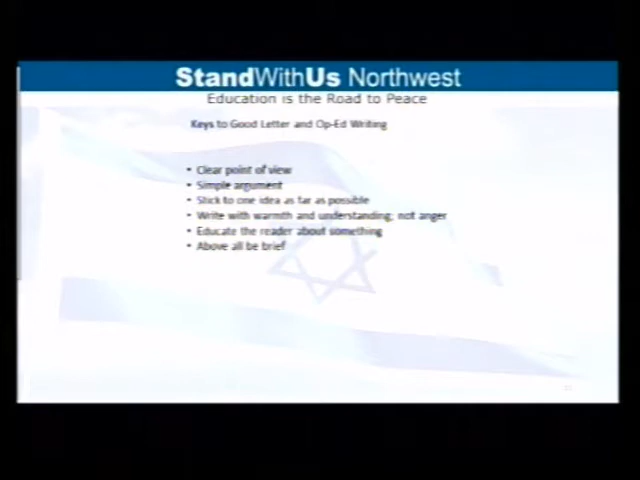 StandWithUs Northwest
Education is the Road to Peace
Keys to Good Letter and Op-Ed Writing
• Clear point of view
• Simple argument
• Stick to one idea as far as possible
• Write with warmth and understanding; not anger
• Educate the reader about something
• Above all be brief